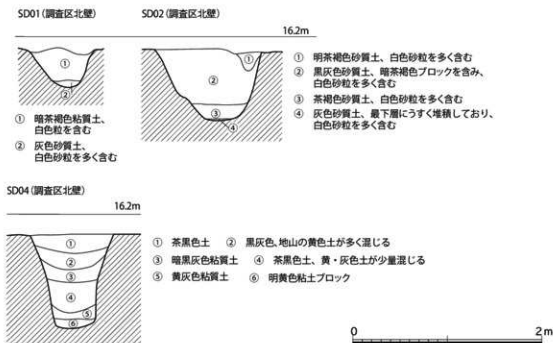 SD01(調査区北壁)
①
②
① 暗茶褐色粘質土、
白色粒を含む
② 灰色砂質土、
白色砂粒を多く含む
SD02(調査区北壁)
16.2m
①
②
③
④
① 明茶褐色砂質土、白色砂粒を多く含む
② 黒灰色砂質土、暗茶褐色ブロックを含み、
白色砂粒を多く含む
③ 茶褐色砂質土、白色砂粒を多く含む
④ 灰色砂質土、最下層にうすく堆積しており、
白色砂粒を多く含む
SD04(調査区北壁)
16.2m
①
②
③
④
⑤
⑥
① 茶黒色土 ② 黒灰色、地山の黄色土が多く混じる
③ 暗黒灰色粘質土 ④ 茶黒色土、黄・灰色土が少量混じる
⑤ 黄灰色粘質土 ⑥ 明黄色粘土ブロック
0 2m